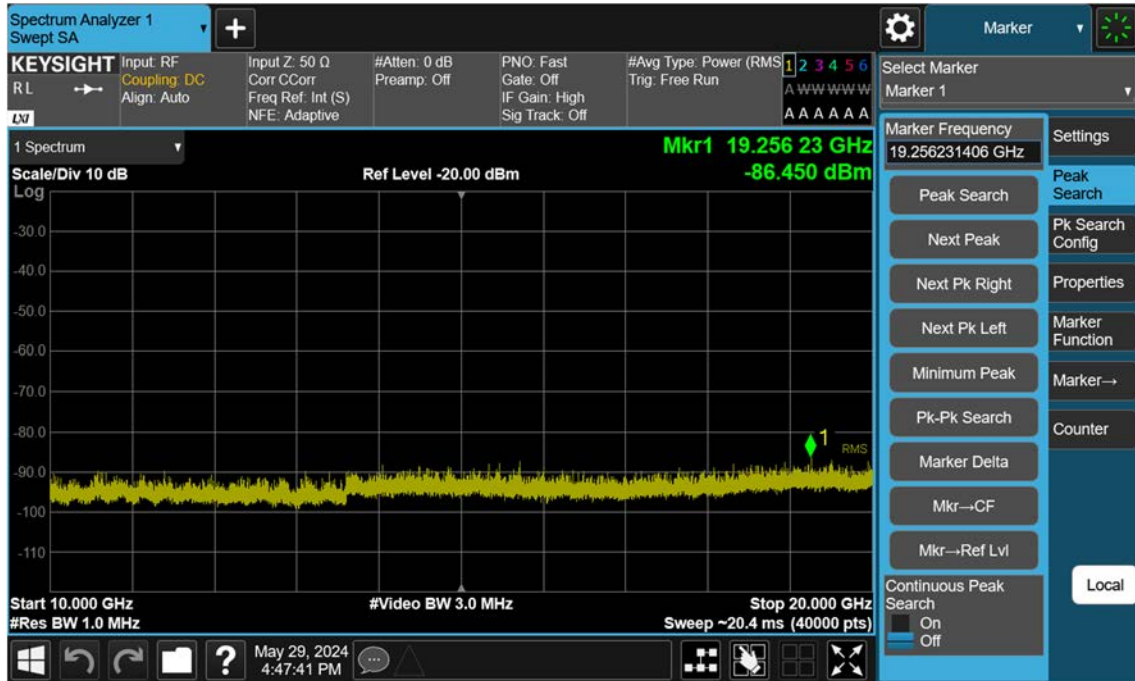 Spectrum Analyzer 1
Swept SA
Marker
KEYSIGHT
R L
LXI
Input: RF
Coupling: DC
Align: Auto
Input Z: 50 Ω
Corr CCorr
Freq Ref: Int (S)
NFE: Adaptive
#Atten: 0 dB
Preamp: Off
PNO: Fast
Gate: Off
IF Gain: High
Sig Track: Off
#Avg Type: Power (RMS
Trig: Free Run
1 2 3 4 5 6
A W W W W W
A A A A A A
Select Marker
Marker 1
1 Spectrum
Mkr1 19.256 23 GHz
-86.450 dBm
Scale/Div 10 dB
Ref Level -20.00 dBm
Log
-30.0
-40.0
-50.0
-60.0
-70.0
-80.0
-90.0
-100
-110
1
RMS
Start 10.000 GHz
#Video BW 3.0 MHz
Stop 20.000 GHz
#Res BW 1.0 MHz
Sweep ~20.4 ms (40000 pts)
Marker Frequency
19.256231406 GHz
Peak Search
Next Peak
Next Pk Right
Next Pk Left
Minimum Peak
Pk-Pk Search
Marker Delta
Mkr→CF
Mkr→Ref Lvl
Continuous Peak
Search
On
Off
Settings
Peak
Search
Pk Search
Config
Properties
Marker
Function
Marker→
Counter
Local
?
May 29, 2024
4:47:41 PM